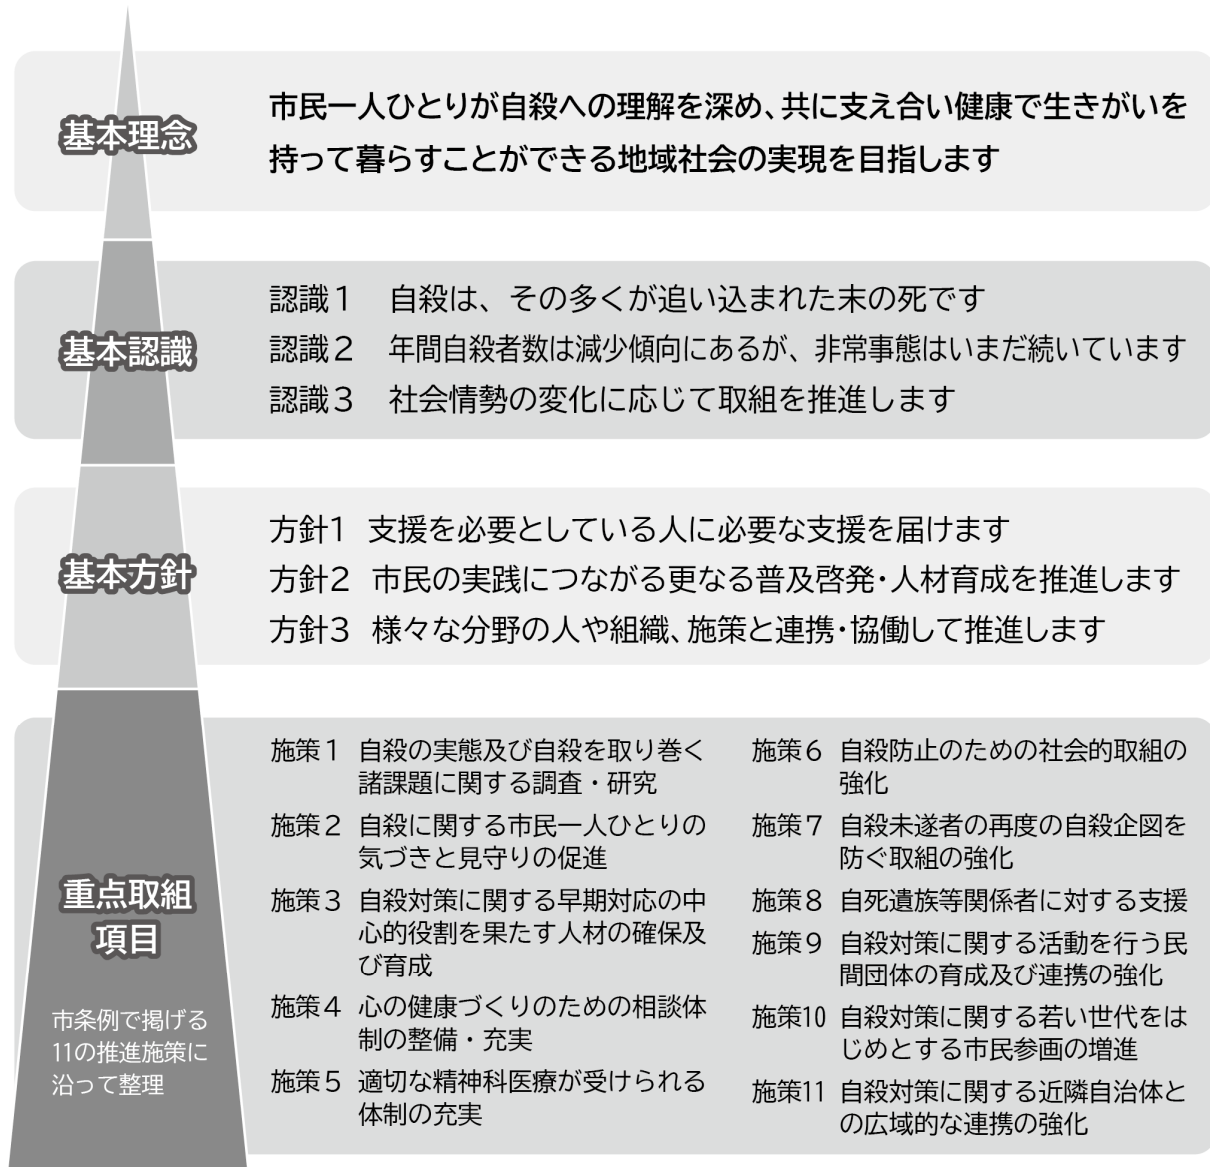 基本理念
市民一人ひとりが自殺への理解を深め、共に支え合い健康で生きがいを
持って暮らすことができる地域社会の実現を目指します
基本認識
認識1 自殺は、その多くが追い込まれた末の死です
認識2 年間自殺者数は減少傾向にあるが、非常事態はいまだ続いています
認識3 社会情勢の変化に応じて取組を推進します
基本方針
方針1 支援を必要としている人に必要な支援を届けます
方針2 市民の実践につながる更なる普及啓発・人材育成を推進します
方針3 様々な分野の人や組織、施策と連携・協働して推進します
重点取組
項目
市条例で掲げる
11の推進施策に
沿って整理
施策1 自殺の実態及び自殺を取り巻く
諸課題に関する調査・研究
施策2 自殺に関する市民一人ひとりの
気づきと見守りの促進
施策3 自殺対策に関する早期対応の中
心的役割を果たす人材の確保及
び育成
施策4 心の健康づくりのための相談体
制の整備・充実
施策5 適切な精神科医療が受けられる
体制の充実
施策6 自殺防止のための社会的取組の
強化
施策7 自殺未遂者の再度の自殺企図を
防ぐ取組の強化
施策8 自死遺族等関係者に対する支援
施策9 自殺対策に関する活動を行う民
間団体の育成及び連携の強化
施策10 自殺対策に関する若い世代をは
じめとする市民参画の増進
施策11 自殺対策に関する近隣自治体と
の広域的な連携の強化